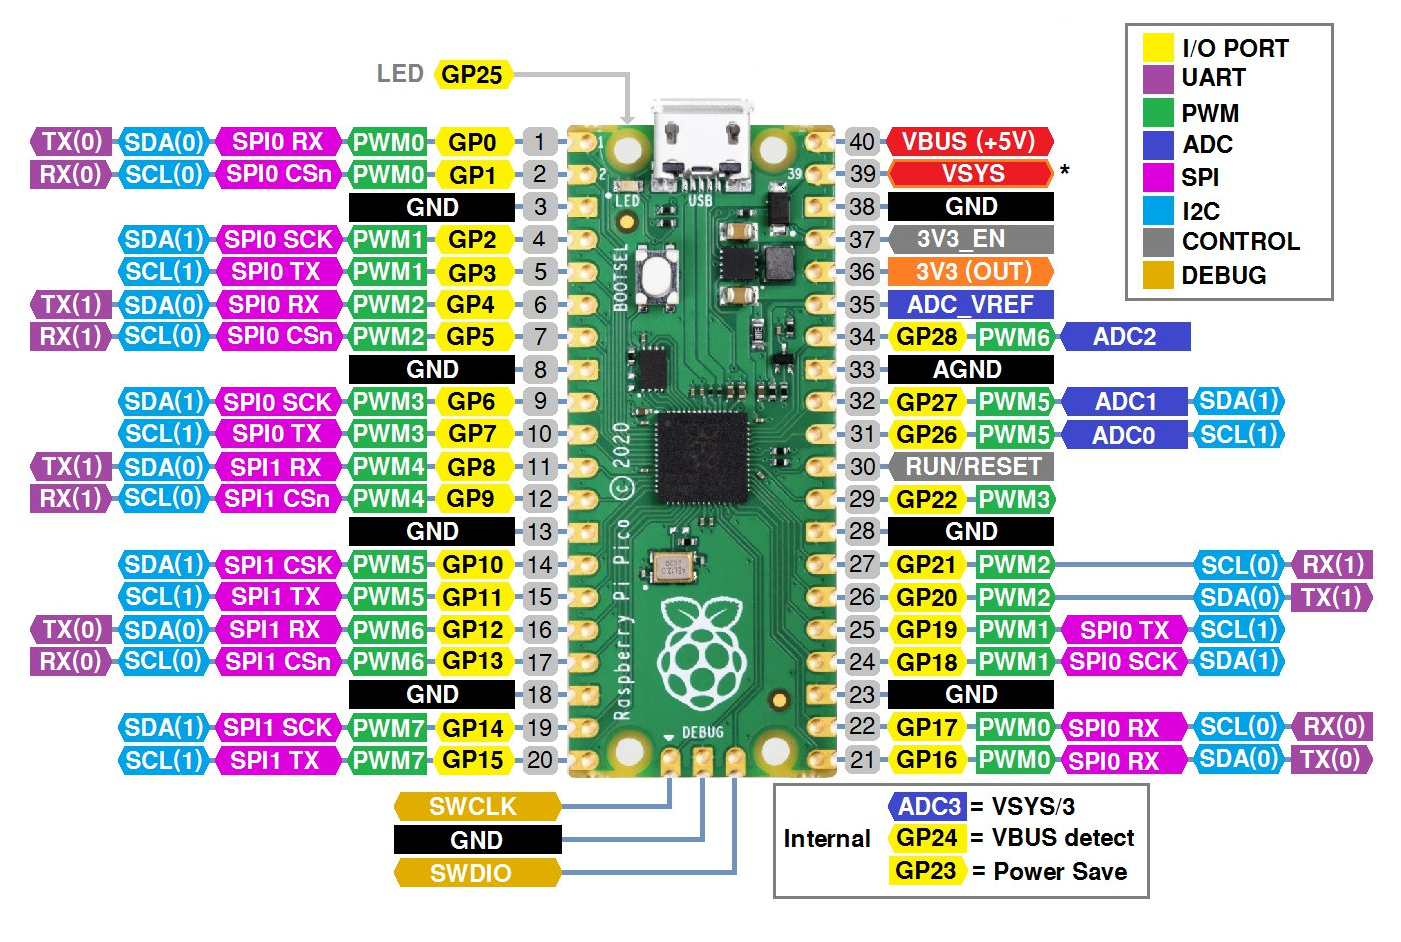 LED GP25
I/O PORT
UART
PWM
ADC
SPI
I2C
CONTROL
DEBUG
TX(0) SDA(0) SPI0 RX PWM0 GP0 1
RX(0) SCL(0) SPI0 CSn PWM0 GP1 2
GND 3
SDA(1) SPI0 SCK PWM1 GP2 4
SCL(1) SPI0 TX PWM1 GP3 5
TX(1) SDA(0) SPI0 RX PWM2 GP4 6
RX(1) SCL(0) SPI0 CSn PWM2 GP5 7
GND 8
SDA(1) SPI0 SCK PWM3 GP6 9
SCL(1) SPI0 TX PWM3 GP7 10
TX(1) SDA(0) SPI1 RX PWM4 GP8 11
RX(1) SCL(0) SPI1 CSn PWM4 GP9 12
GND 13
SDA(1) SPI1 CSK PWM5 GP10 14
SCL(1) SPI1 TX PWM5 GP11 15
TX(0) SDA(0) SPI1 RX PWM6 GP12 16
RX(0) SCL(0) SPI1 CSn PWM6 GP13 17
GND 18
SDA(1) SPI1 SCK PWM7 GP14 19
SCL(1) SPI1 TX PWM7 GP15 20
1
2
39
LED
USB
BOOTSEL
Raspberry Pi Pico © 2020
DEBUG
40 VBUS (+5V)
39 VSYS *
38 GND
37 3V3_EN
36 3V3 (OUT)
35 ADC_VREF
34 GP28 PWM6 ADC2
33 AGND
32 GP27 PWM5 ADC1 SDA(1)
31 GP26 PWM5 ADC0 SCL(1)
30 RUN/RESET
29 GP22 PWM3
28 GND
27 GP21 PWM2 SCL(0) RX(1)
26 GP20 PWM2 SDA(0) TX(1)
25 GP19 PWM1 SPI0 TX SCL(1)
24 GP18 PWM1 SPI0 SCK SDA(1)
23 GND
22 GP17 PWM0 SPI0 RX SCL(0) RX(0)
21 GP16 PWM0 SPI0 RX SDA(0) TX(0)
SWCLK
GND
SWDIO
Internal
ADC3 = VSYS/3
GP24 = VBUS detect
GP23 = Power Save